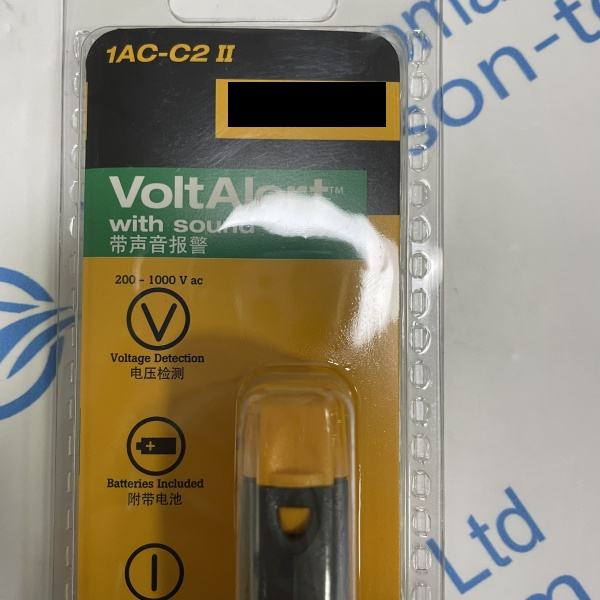 1AC-C2 II
VoltAlert™
with sound
带声音报警
200 - 1000 V ac
Voltage Detection
电压检测
Batteries Included
附带电池
Ltd